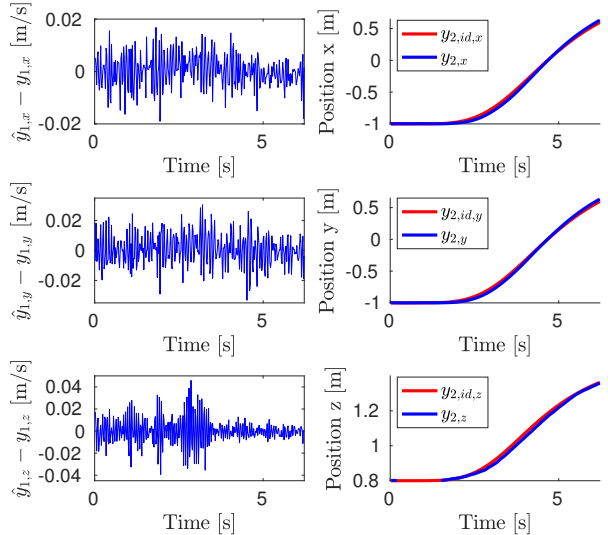 ŷ1,x − y1,x [m/s]
0.02
0
-0.02
0
5
Time [s]
Position x [m]
0.5
0
-0.5
-1
0
5
Time [s]
y2,id,x
y2,x
ŷ1,y − y1,y [m/s]
0.02
0
-0.02
0
5
Time [s]
Position y [m]
0.5
0
-0.5
-1
0
5
Time [s]
y2,id,y
y2,y
ŷ1,z − y1,z [m/s]
0.04
0.02
0
-0.02
-0.04
0
5
Time [s]
Position z [m]
1.2
1
0.8
0
5
Time [s]
y2,id,z
y2,z